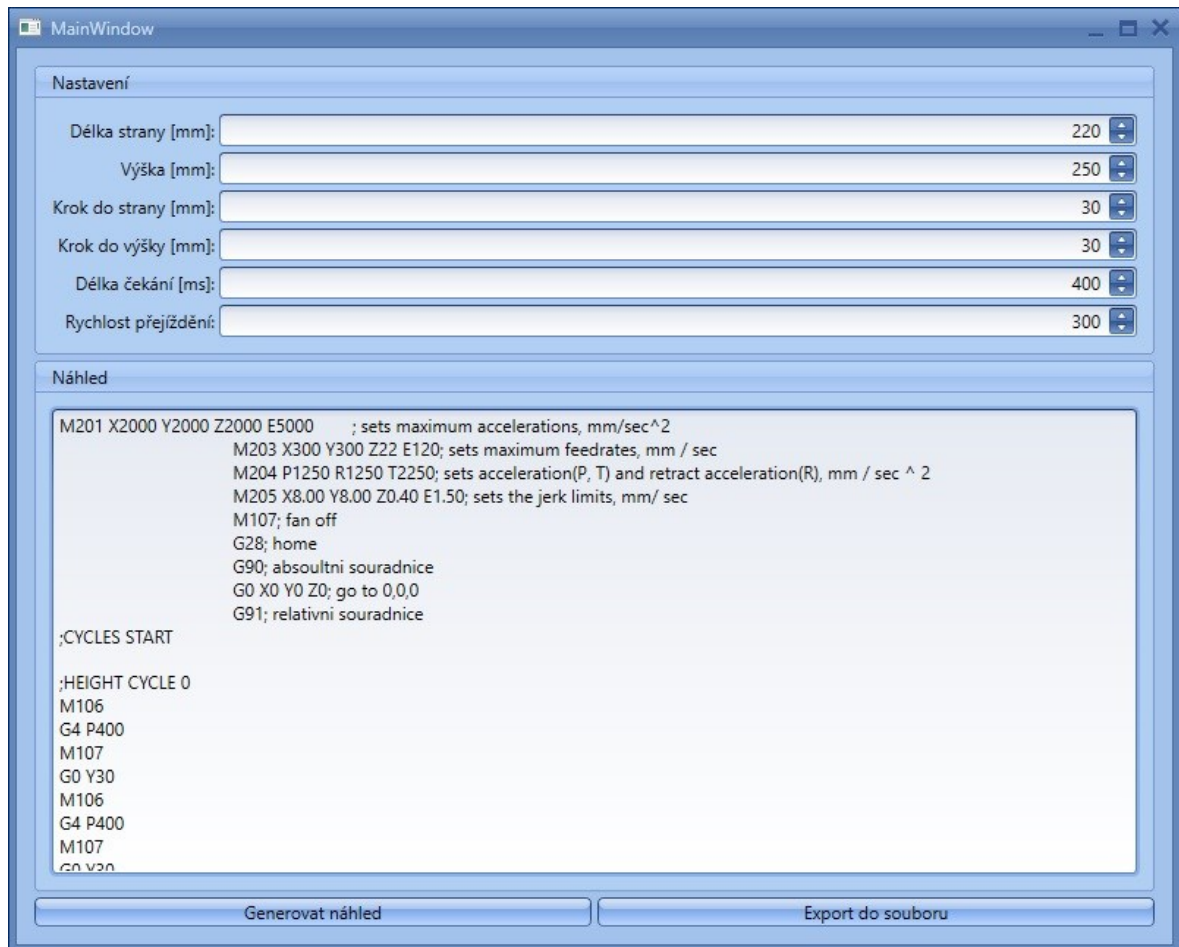 MainWindow
Nastavení
Délka strany [mm]: 220
Výška [mm]: 250
Krok do strany [mm]: 30
Krok do výšky [mm]: 30
Délka čekání [ms]: 400
Rychlost přejíždění: 300
Náhled
M201 X2000 Y2000 Z2000 E5000 ; sets maximum accelerations, mm/sec^2
M203 X300 Y300 Z22 E120; sets maximum feedrates, mm / sec
M204 P1250 R1250 T2250; sets acceleration(P, T) and retract acceleration(R), mm / sec ^ 2
M205 X8.00 Y8.00 Z0.40 E1.50; sets the jerk limits, mm/ sec
M107; fan off
G28; home
G90; absoultni souradnice
G0 X0 Y0 Z0; go to 0,0,0
G91; relativni souradnice
;CYCLES START
;HEIGHT CYCLE 0
M106
G4 P400
M107
G0 Y30
M106
G4 P400
M107
G0 Y30
Generovat náhled
Export do souboru